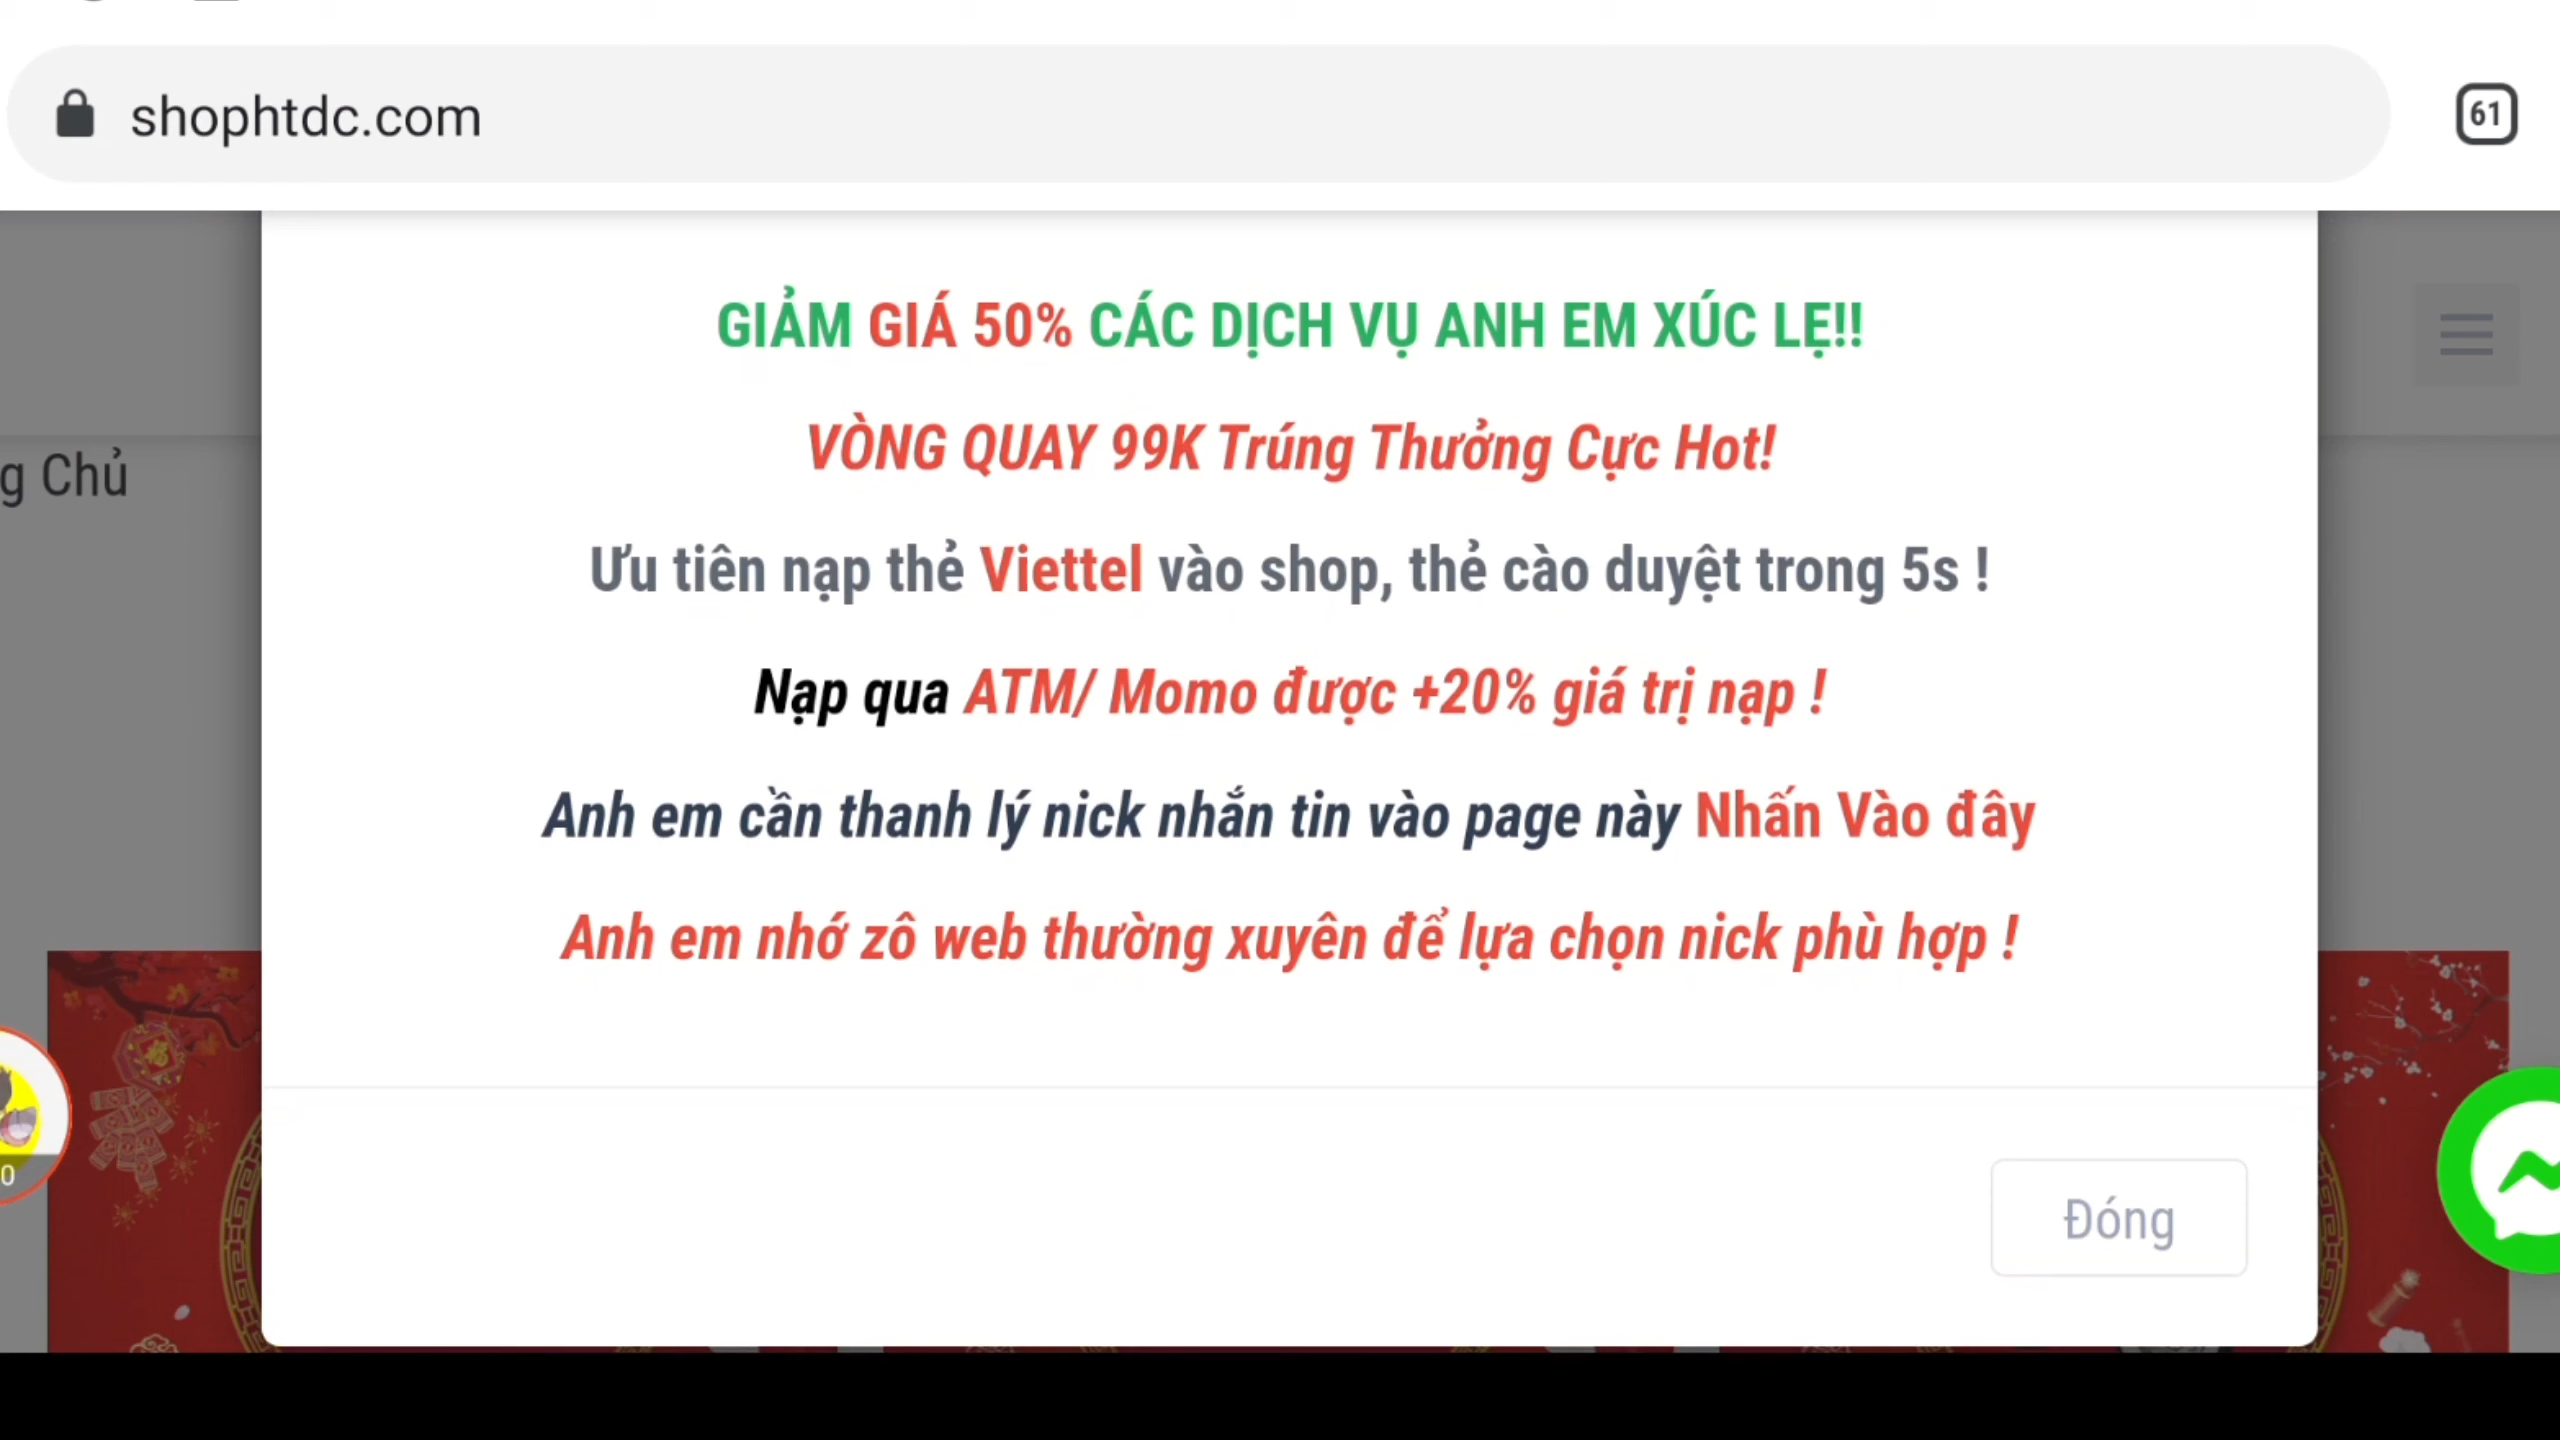 shophtdc.com
61
GIẢM GIÁ 50% CÁC DỊCH VỤ ANH EM XÚC LẸ!!
VÒNG QUAY 99K Trúng Thưởng Cực Hot!
g Chủ
Ưu tiên nạp thẻ Viettel vào shop, thẻ cào duyệt trong 5s !
Nạp qua ATM/ Momo được +20% giá trị nạp !
Anh em cần thanh lý nick nhắn tin vào page này Nhấn Vào đây
Anh em nhớ zô web thường xuyên để lựa chọn nick phù hợp !
0
Đóng